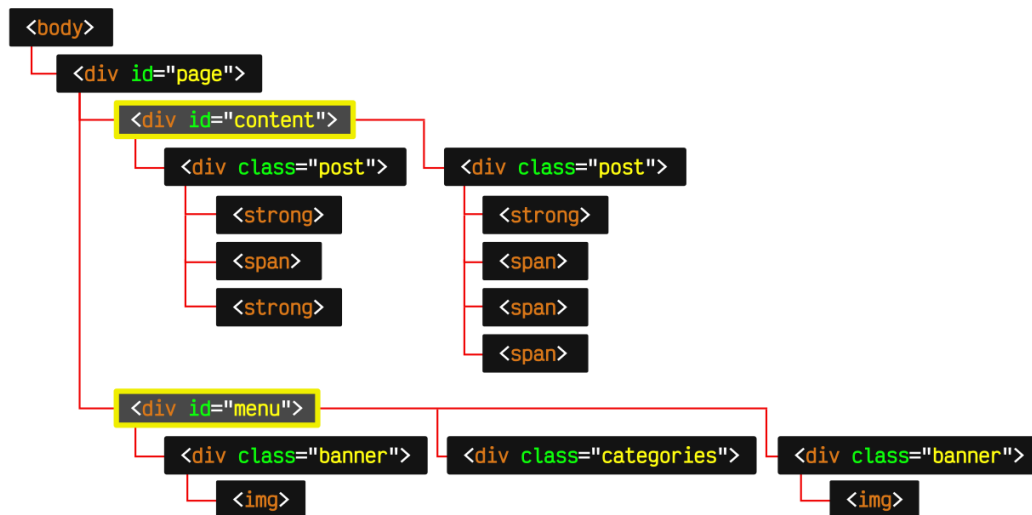 <body>
<div id="page">
<div id="content">
<div class="post"> <div class="post">
<strong> <strong>
<span> <span>
<strong> <span>
<span>
<div id="menu">
<div class="banner"> <div class="categories"> <div class="banner">
<img> <img>